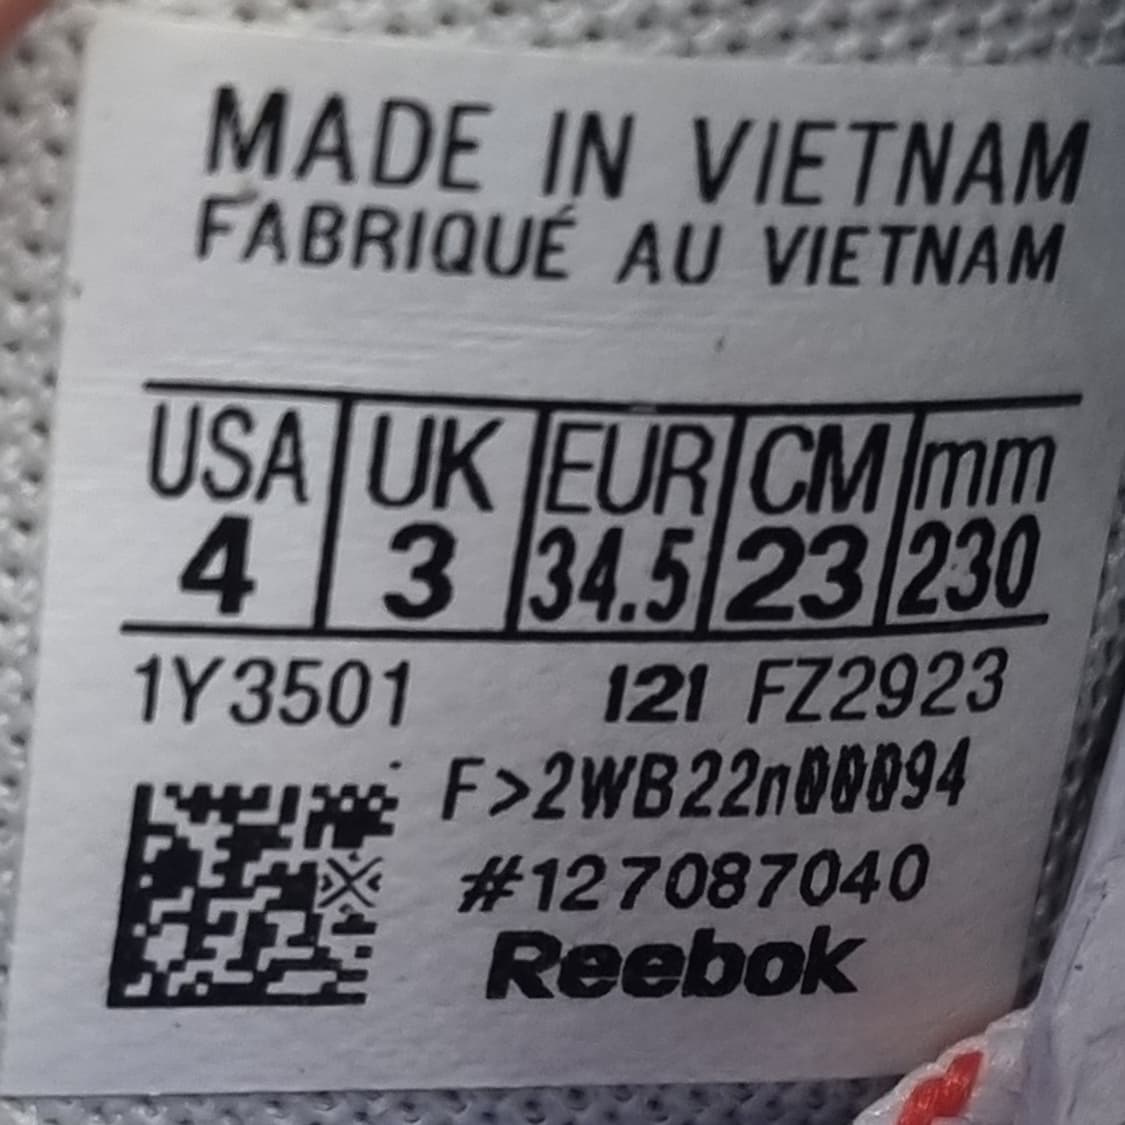 MADE IN VIETNAM
FABRIQUÉ AU VIETNAM
USA UK EUR CM mm
4 3 34.5 23 230
1Y3501 121 FZ2923
F>2WB22n00094
#127087040
Reebok